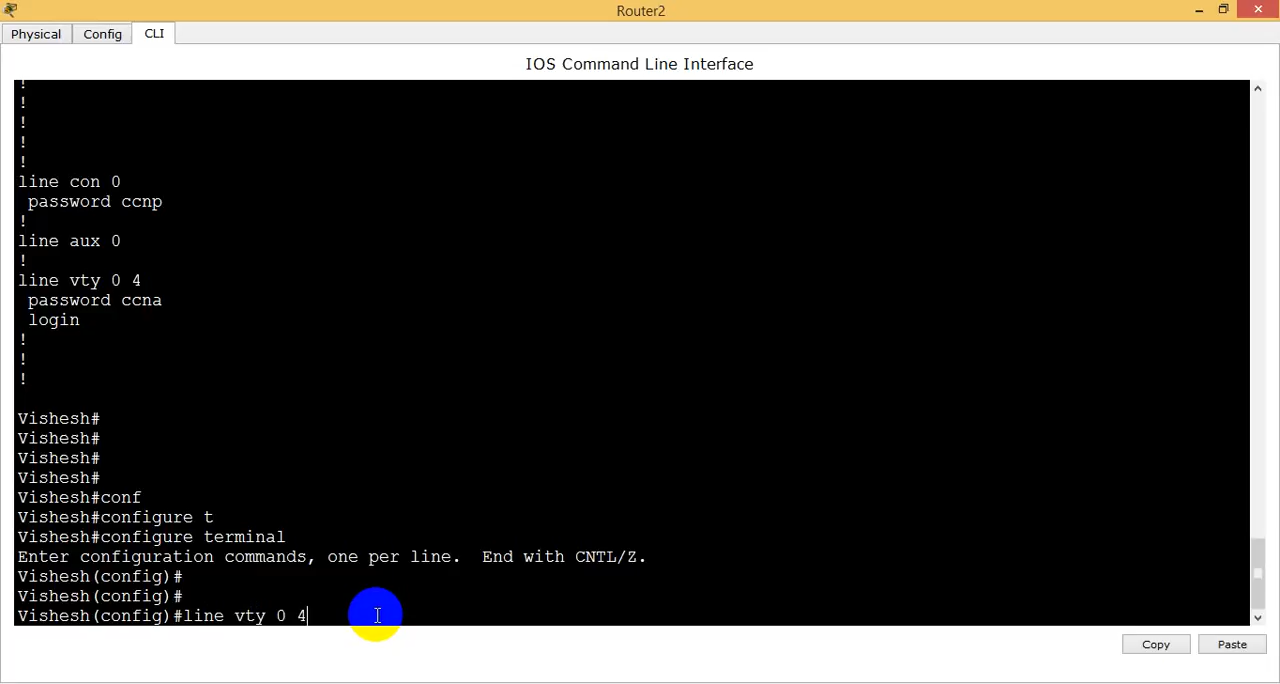 Router2
Physical Config CLI
IOS Command Line Interface
!
!
!
!
!
line con 0
 password ccnp
!
line aux 0
!
line vty 0 4
 password ccna
 login
!
!
!
Vishesh#
Vishesh#
Vishesh#
Vishesh#
Vishesh#conf
Vishesh#configure t
Vishesh#configure terminal
Enter configuration commands, one per line.  End with CNTL/Z.
Vishesh(config)#
Vishesh(config)#
Vishesh(config)#line vty 0 4
Copy Paste